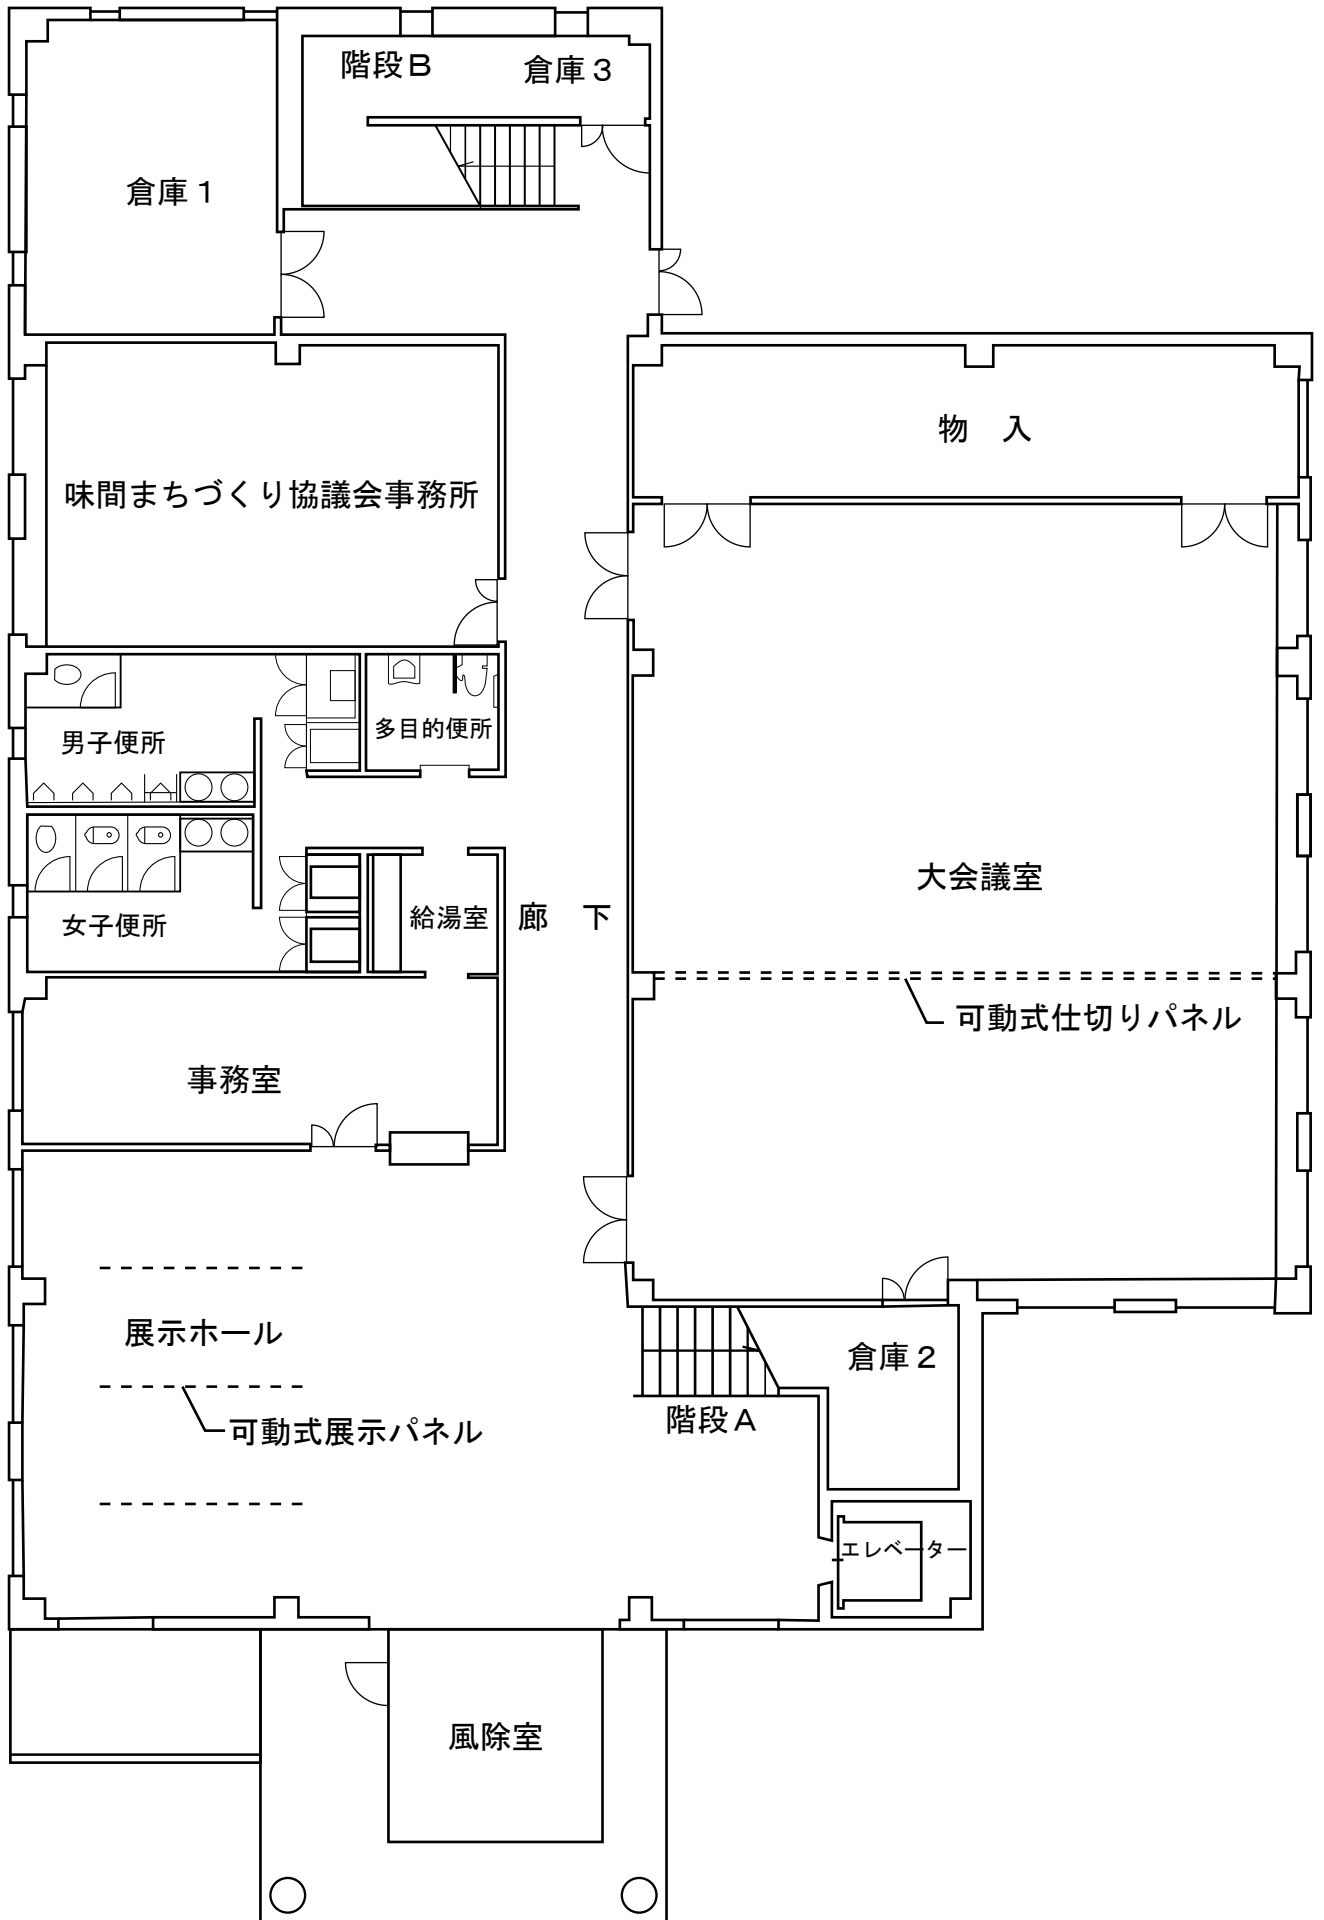 階段Ｂ
倉庫３
倉庫１
物　入
味間まちづくり協議会事務所
多目的便所
男子便所
大会議室
給湯室
廊　下
女子便所
可動式仕切りパネル
事務室
展示ホール
倉庫２
階段Ａ
可動式展示パネル
エレベーター
風除室